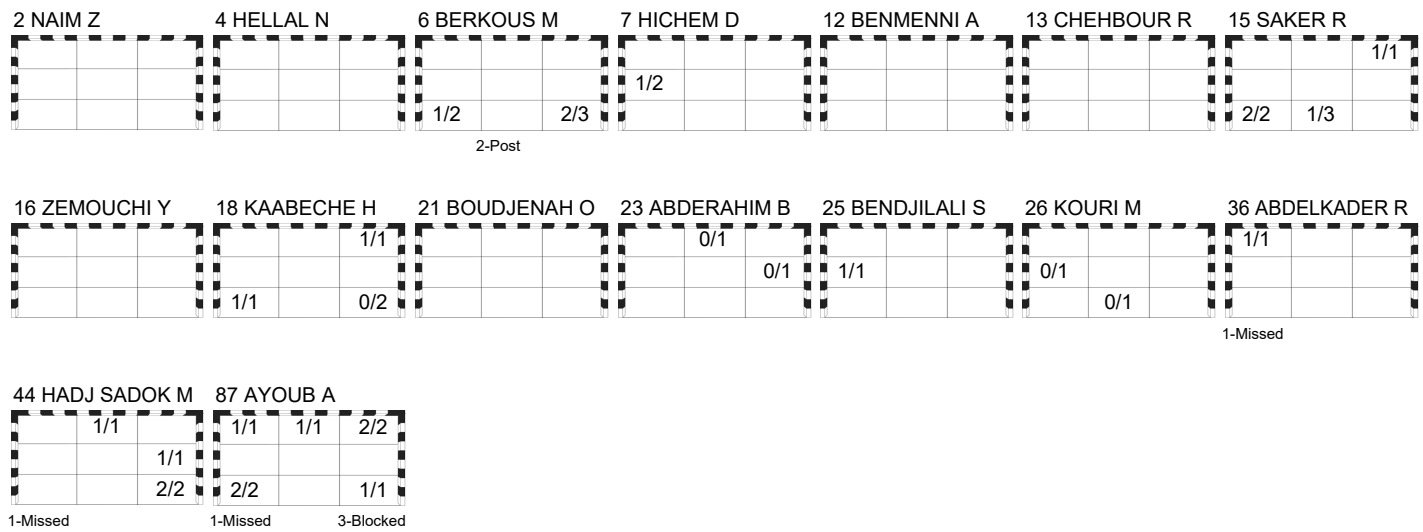 2 NAIM Z 4 HELLAL N 6 BERKOUS M 7 HICHEM D 12 BENMENNI A 13 CHEHBOUR R 15 SAKER R
1/1
1/2
1/2 2/3 2/2 1/3
2-Post
16 ZEMOUCHI Y 18 KAABECHE H 21 BOUDJENAH O 23 ABDERAHIM B 25 BENDJILALI S 26 KOURI M 36 ABDELKADER R
1/1 0/1 1/1
0/1 1/1 0/1
1/1 0/2 0/1
1-Missed
44 HADJ SADOK M 87 AYOUB A
1/1 1/1 1/1 2/2
1/1
2/2 2/2 1/1
1-Missed 1-Missed 3-Blocked